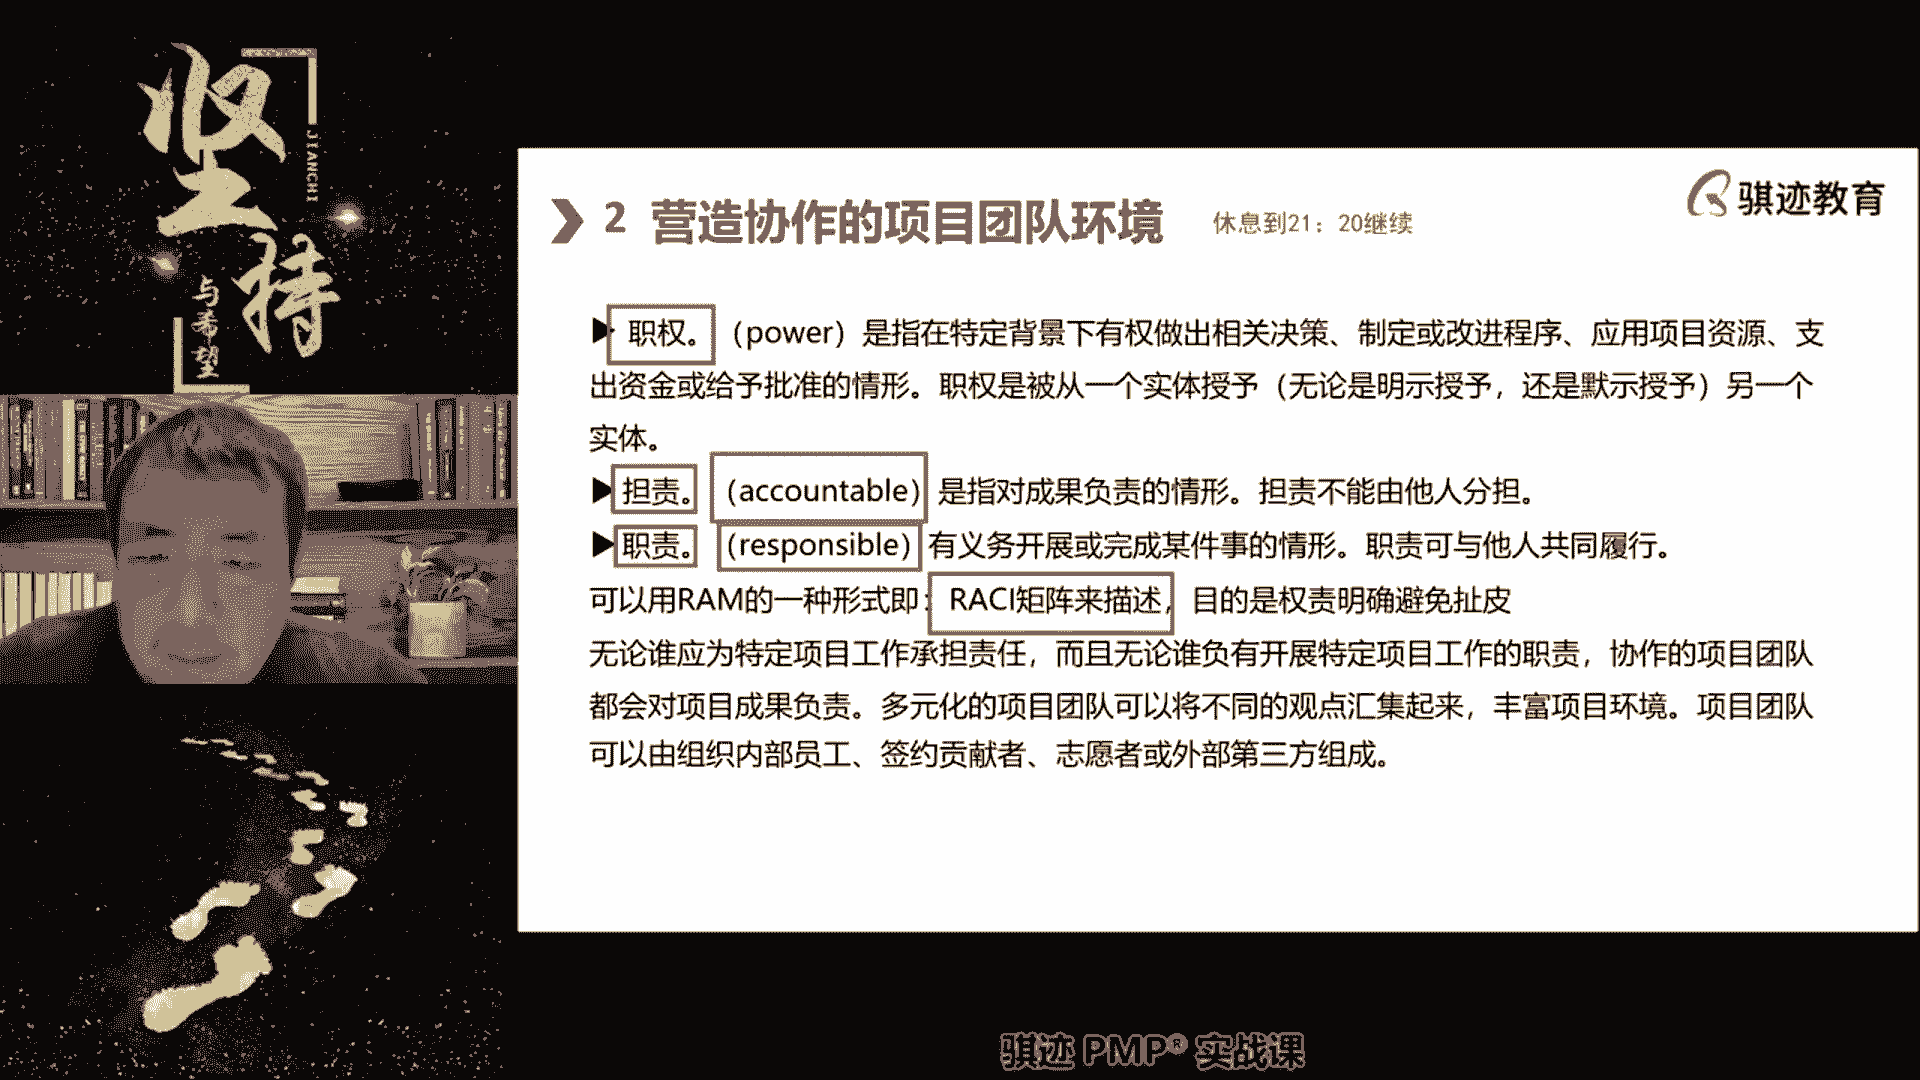 坚持
JIANCHI
与希望
骐迹教育
2 营造协作的项目团队环境
休息到21：20继续
职权。（power）是指在特定背景下有权做出相关决策、制定或改进程序、应用项目资源、支
出资金或给予批准的情形。职权是被从一个实体授予（无论是明示授予，还是默示授予）另一个
实体。
担责。（accountable）是指对成果负责的情形。担责不能由他人分担。
职责。（responsible）有义务开展或完成某件事的情形。职责可与他人共同履行。
可以用RAM的一种形式即：RACI矩阵来描述，目的是权责明确避免扯皮
无论谁应为特定项目工作承担责任，而且无论谁负有开展特定项目工作的职责，协作的项目团队
都会对项目成果负责。多元化的项目团队可以将不同的观点汇集起来，丰富项目环境。项目团队
可以由组织内部员工、签约贡献者、志愿者或外部第三方组成。
骐迹 PMP® 实战课